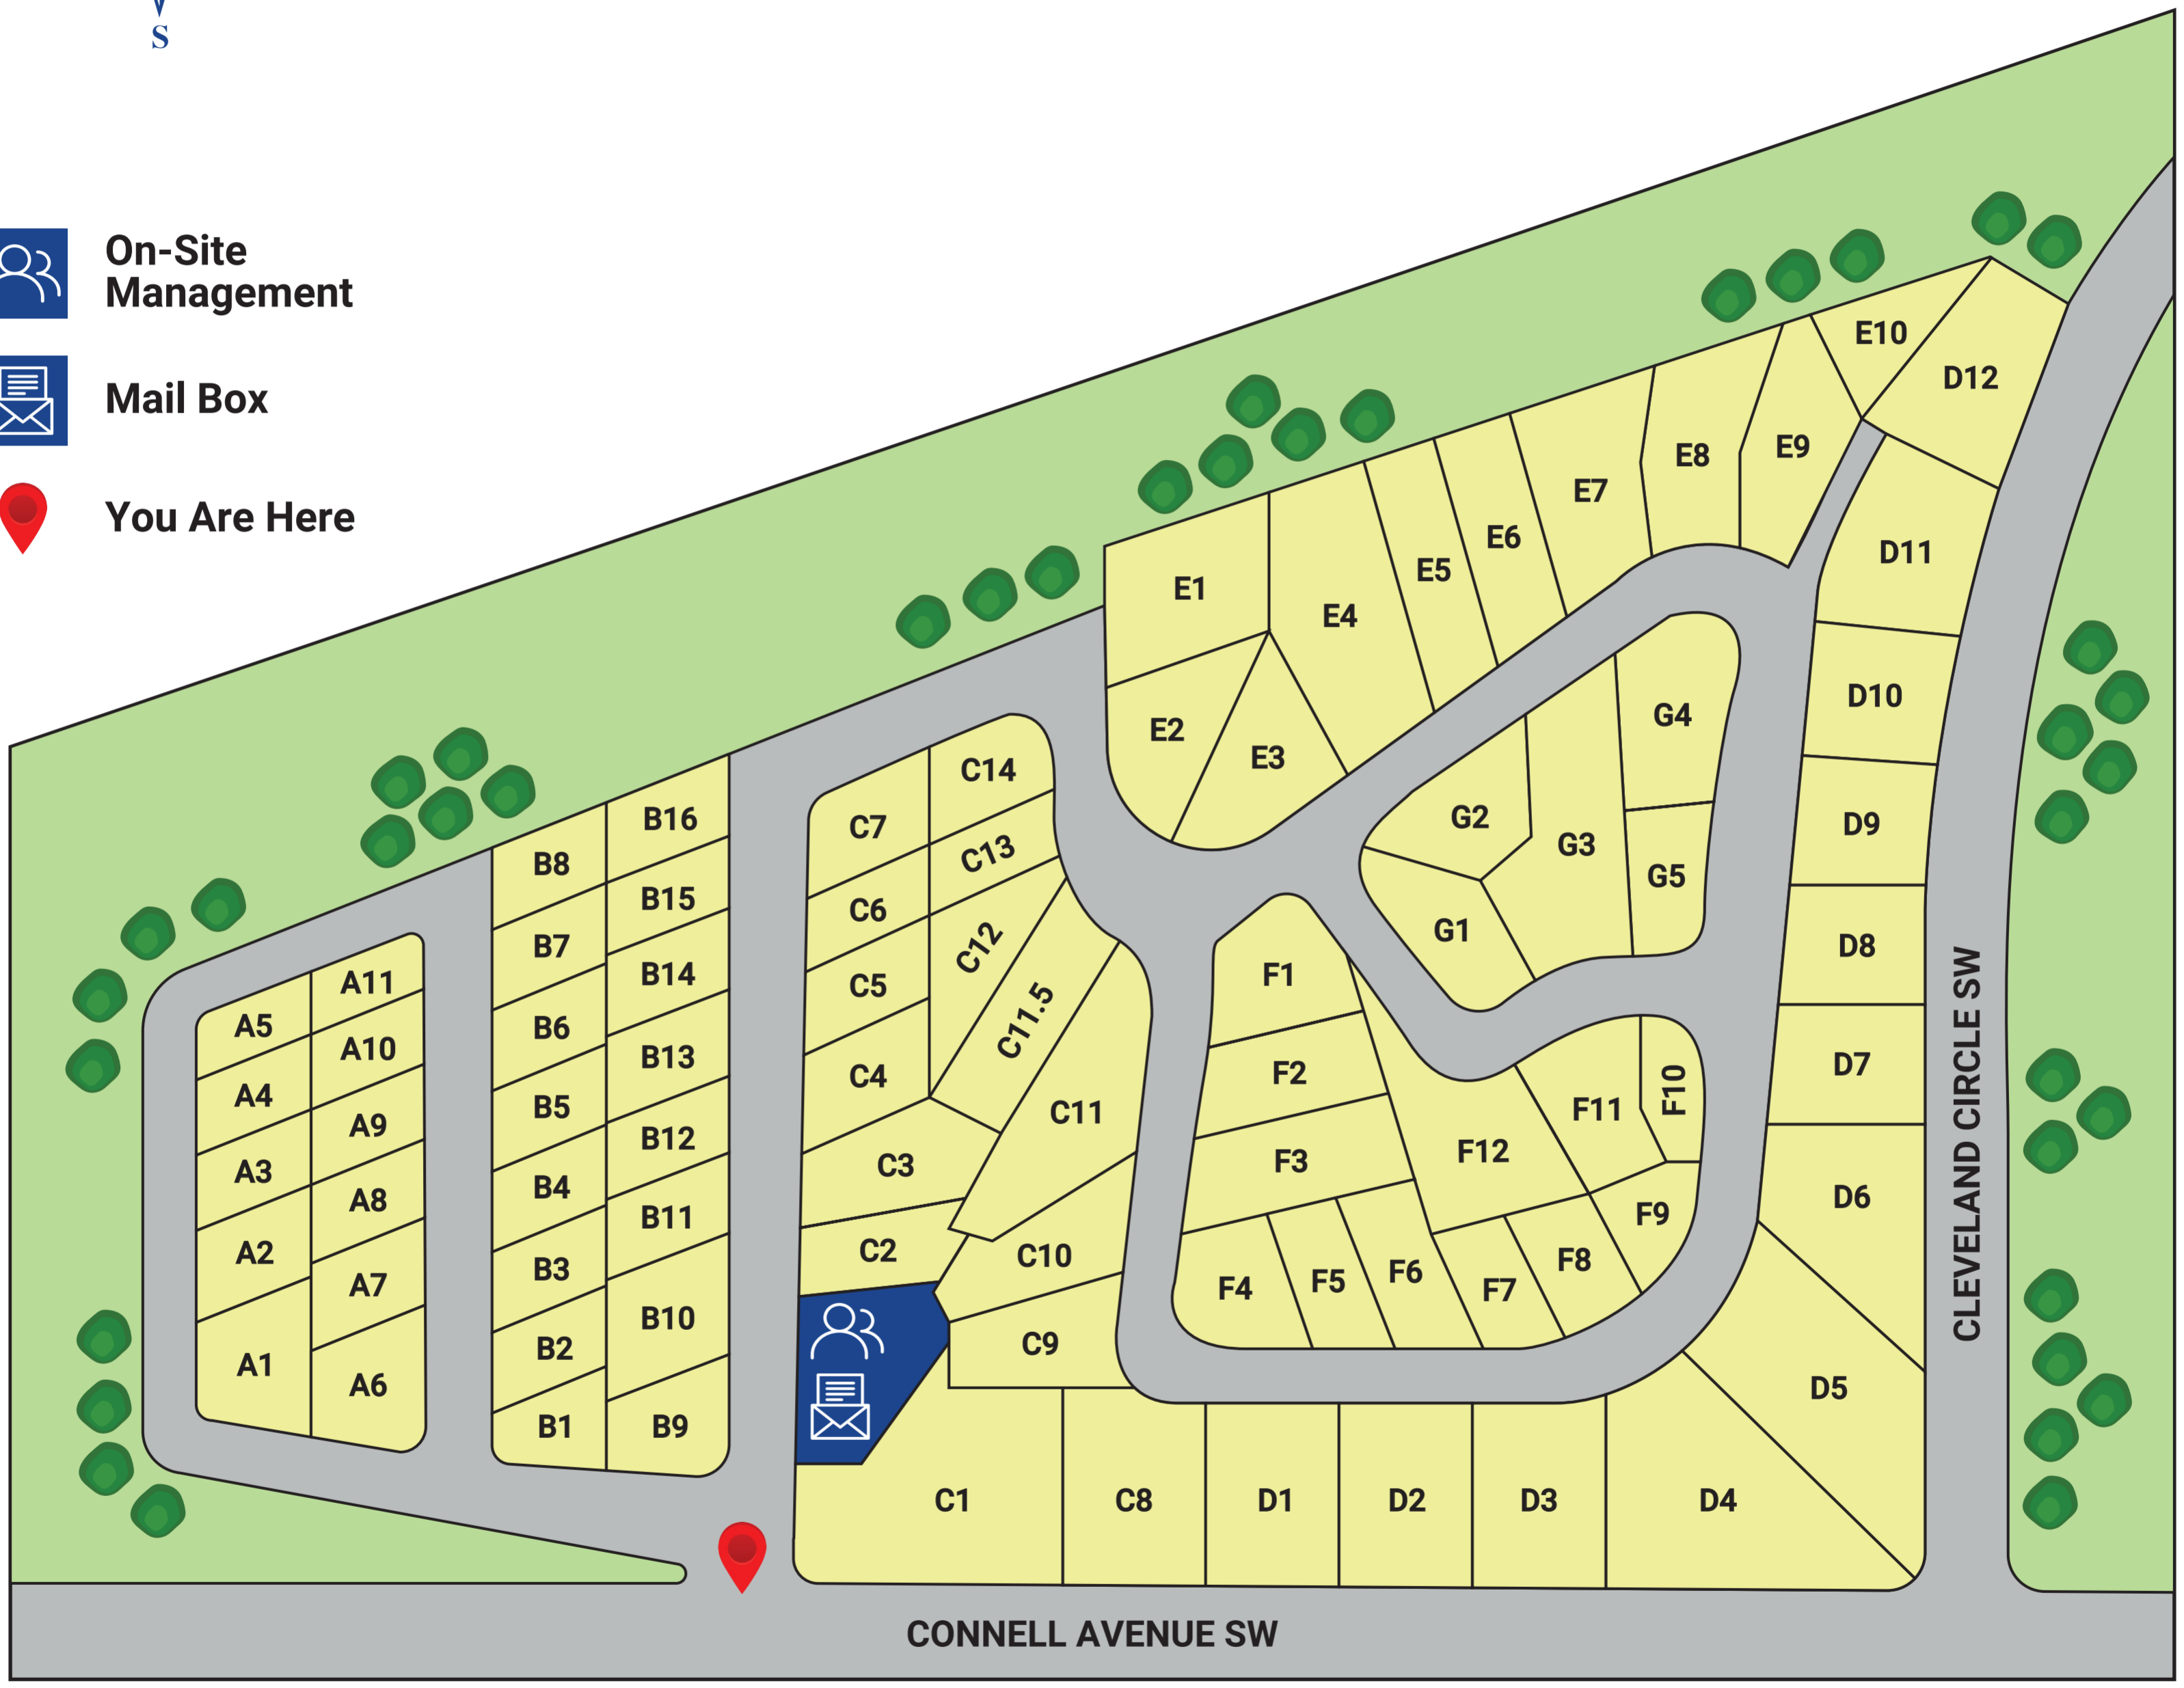 S
On-Site
Management
Mail Box
You Are Here
E10
D12
E9
E8
E7
E6
E5
E4
E1
E2
E3
D11
D10
D9
D8
D7
D6
D5
D4
D3
D2
D1
C8
C1
G4
G2
G3
G5
G1
C14
C7
C13
C6
C12
C5
C11.5
C4
C11
C3
C2
C10
C9
B16
B8
B15
B7
B14
B6
B13
B5
B12
B4
B11
B3
B10
B2
B1
B9
A11
A5
A10
A4
A9
A3
A8
A2
A7
A1
A6
F1
F2
F3
F4
F5
F6
F7
F8
F9
F10
F11
F12
CLEVELAND CIRCLE SW
CONNELL AVENUE SW